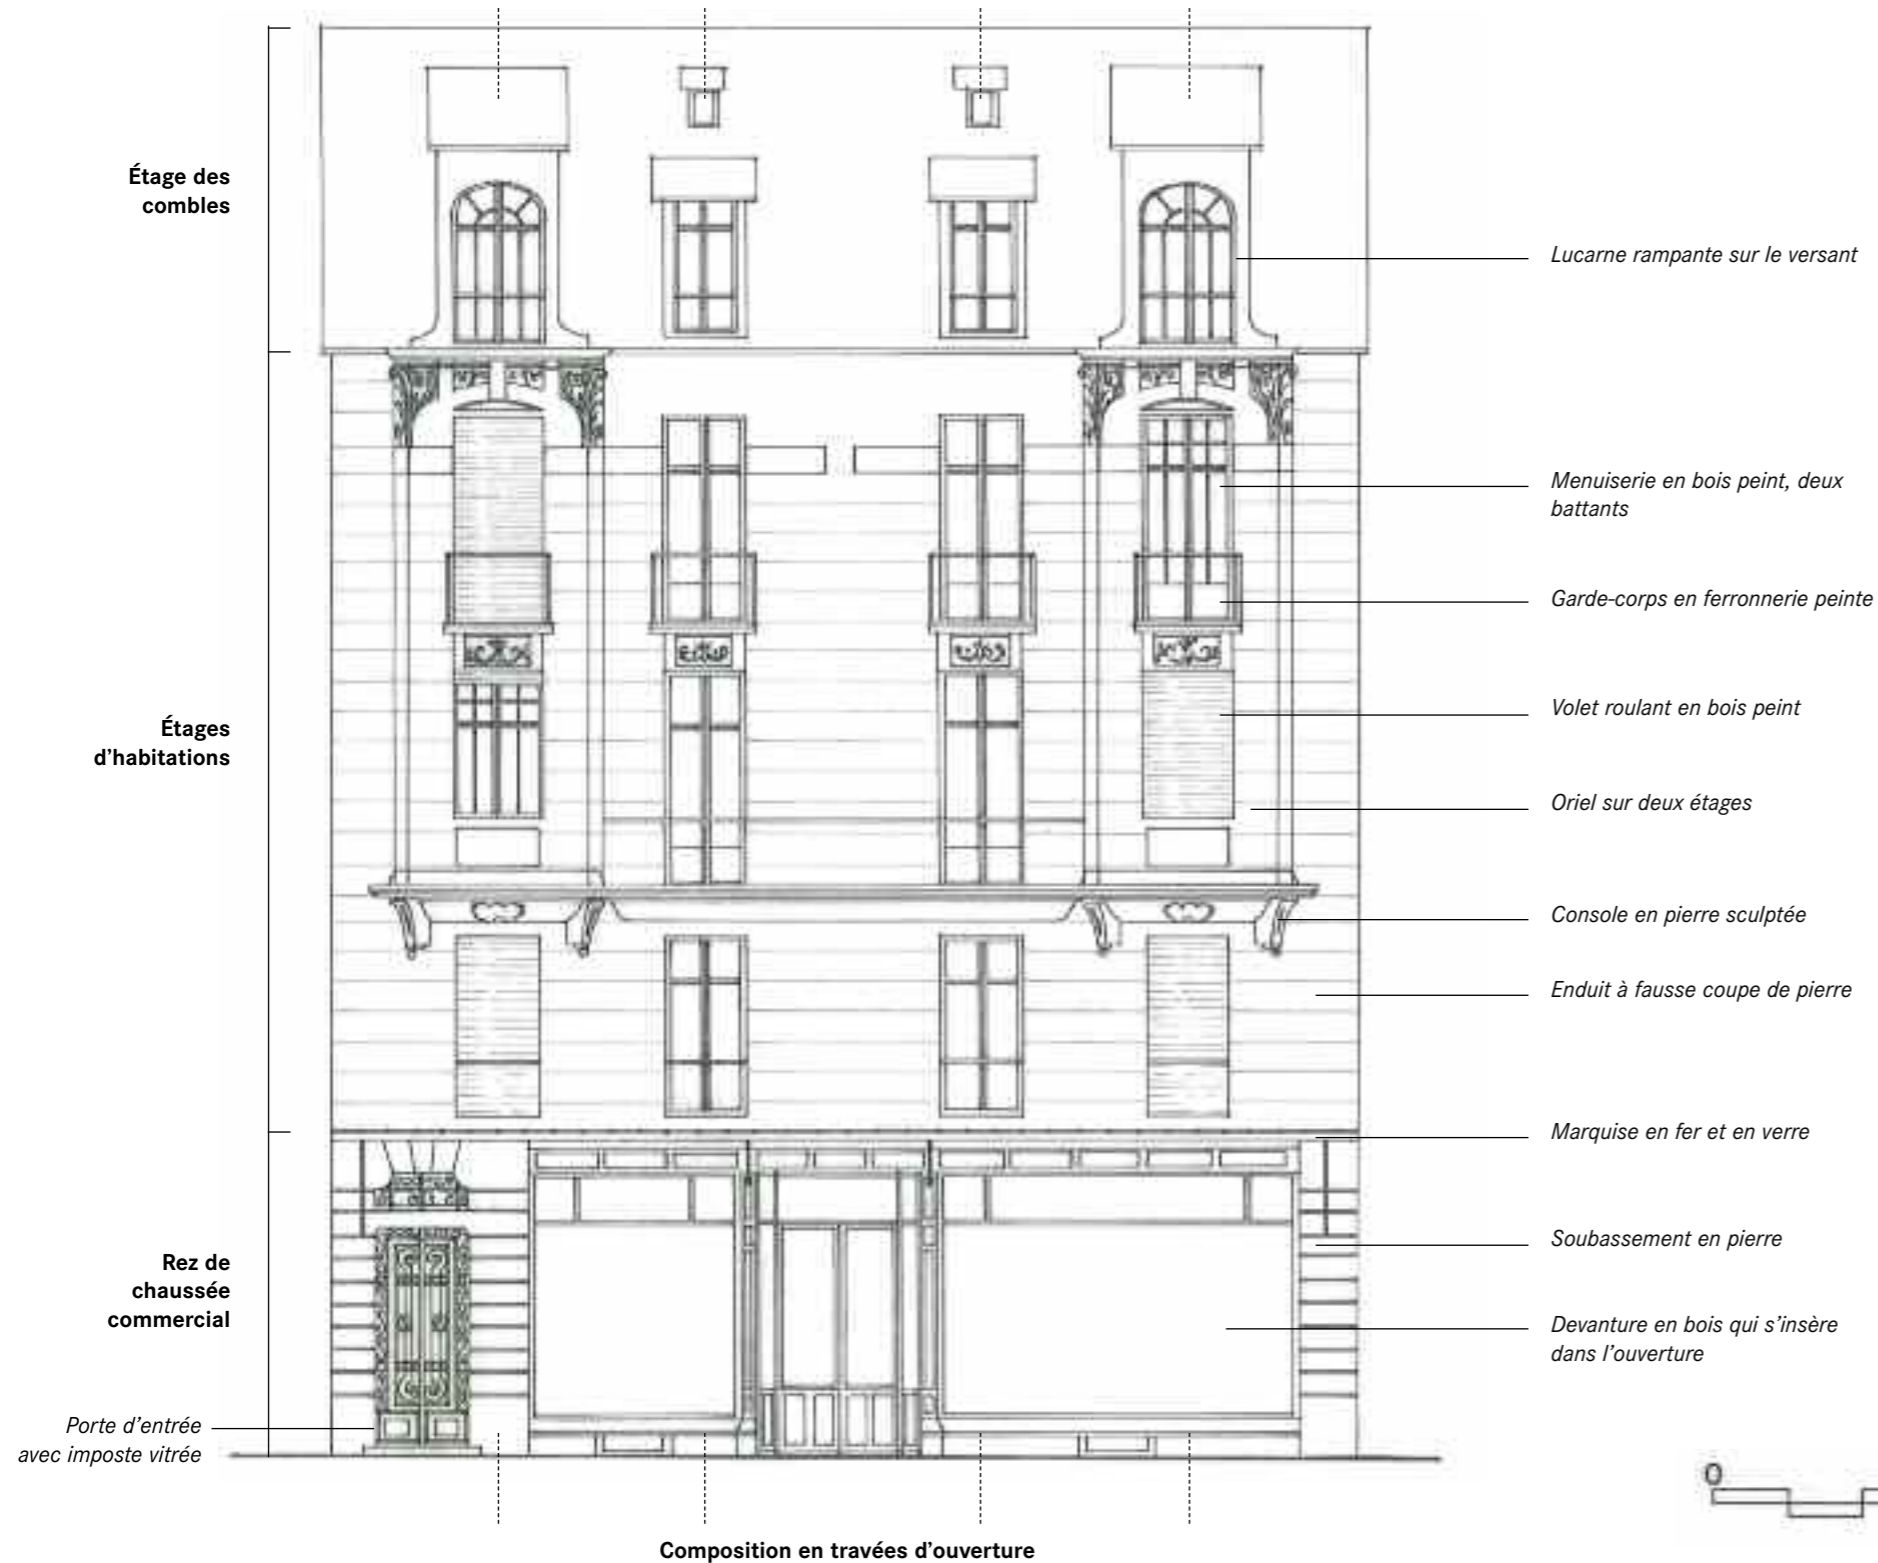 Étage des
combles
Lucarne rampante sur le versant
Menuiserie en bois peint, deux
battants
Garde-corps en ferronnerie peinte
Volet roulant en bois peint
Étages
d'habitations
Oriel sur deux étages
Console en pierre sculptée
Enduit à fausse coupe de pierre
Marquise en fer et en verre
Soubassement en pierre
Rez de
chaussée
commercial
Devanture en bois qui s'insère
dans l'ouverture
Porte d'entrée
avec imposte vitrée
0
Composition en travées d'ouverture